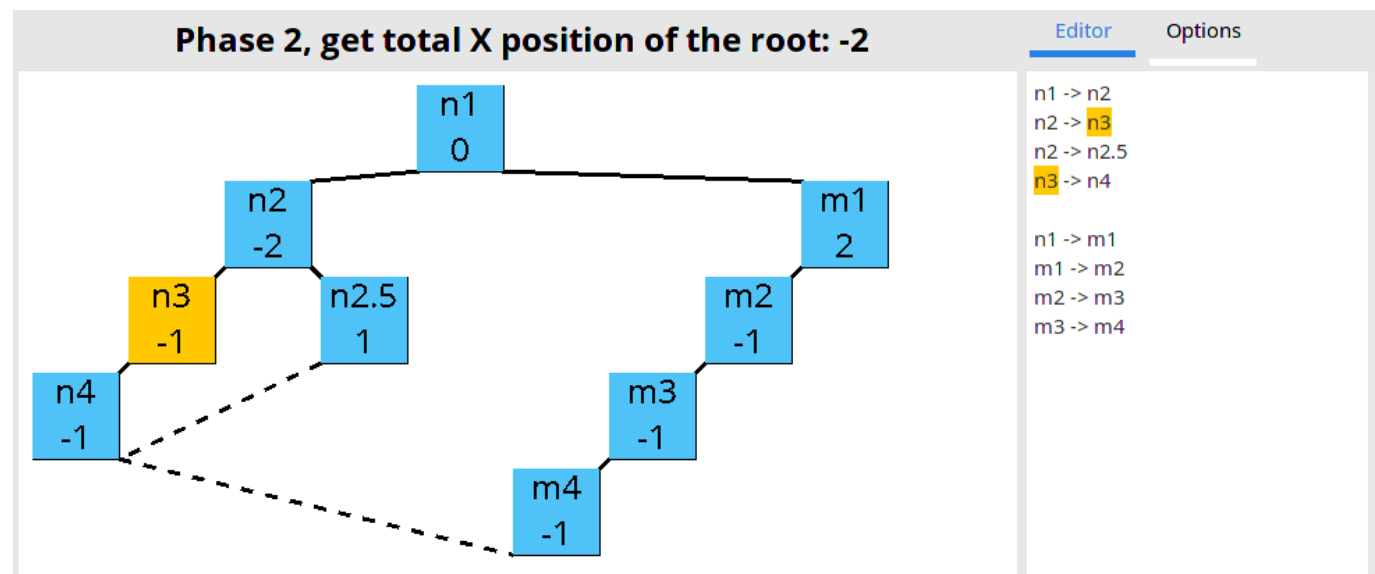 Phase 2, get total X position of the root: -2
Editor
Options
n1
0
n2
-2
m1
2
n3
-1
n2.5
1
m2
-1
n4
-1
m3
-1
m4
-1
n1 -> n2
n2 -> n3
n2 -> n2.5
n3 -> n4
n1 -> m1
m1 -> m2
m2 -> m3
m3 -> m4